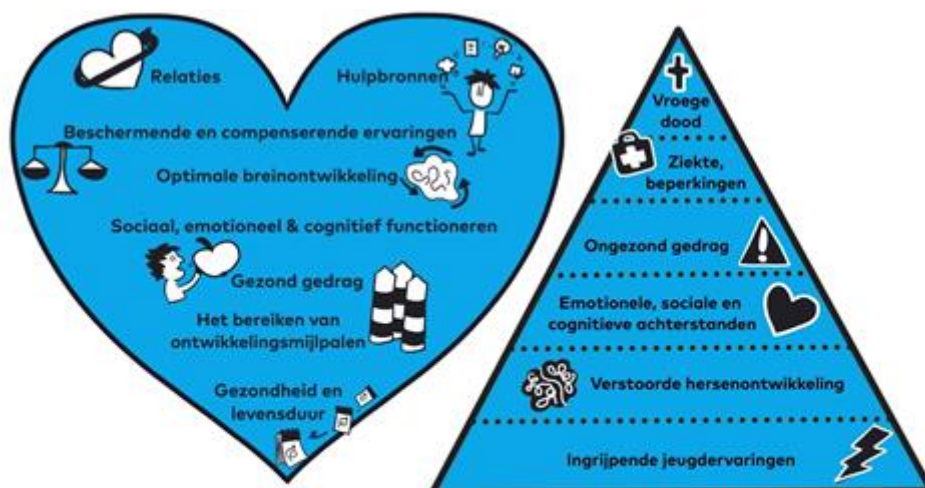 Relaties
Hulpbronnen
Beschermende en compenserende ervaringen
Optimale breinontwikkeling
Sociaal, emotioneel & cognitief functioneren
Gezond gedrag
Het bereiken van
ontwikkelingsmijlpalen
Gezondheid en
levensduur
Vroege
dood
Ziekte,
beperkingen
Ongezond gedrag
Emotionele, sociale en
cognitieve achterstanden
Verstoorde hersenontwikkeling
Ingrijpende jeugdervaringen